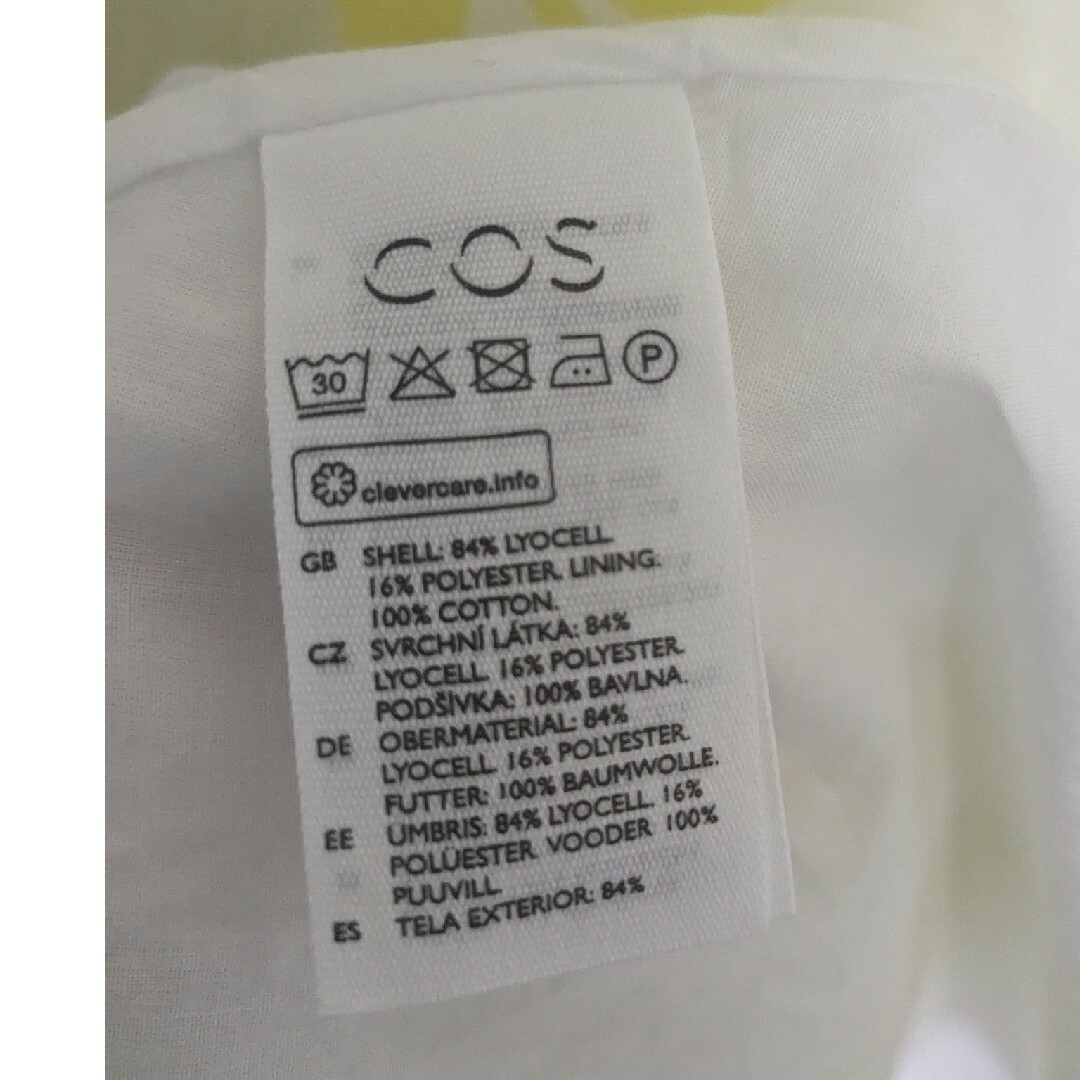 COS
30
P
clevercare.info
GB SHELL: 84% LYOCELL
16% POLYESTER. LINING:
100% COTTON.
CZ SVRCHNÍ LÁTKA: 84%
LYOCELL 16% POLYESTER
PODŠÍVKA: 100% BAVLNA.
DE OBERMATERIAL: 84%
LYOCELL 16% POLYESTER.
FUTTER: 100% BAUMWOLLE.
EE UMBRIS: 84% LYOCELL. 16%
POLÜESTER VOODER 100%
PUUVILL
ES TELA EXTERIOR: 84%